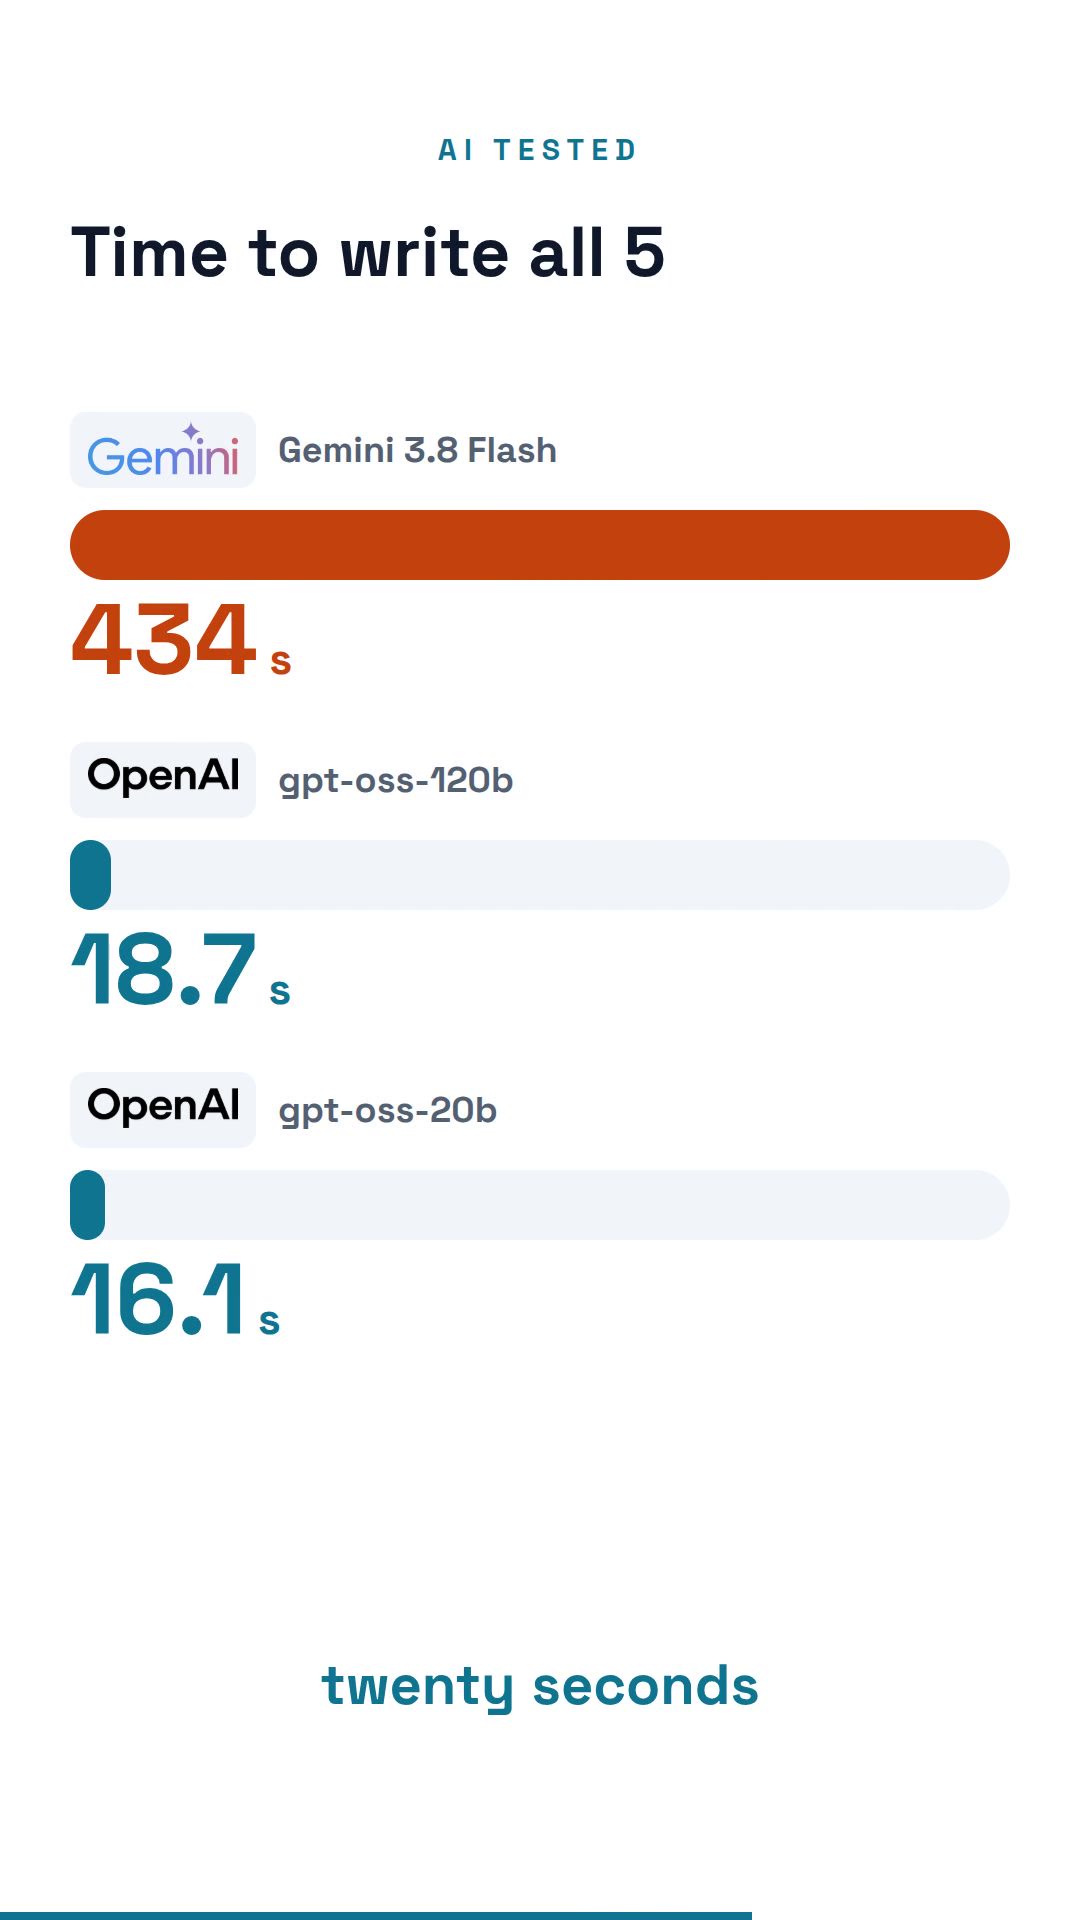 AI TESTED
Time to write all 5
Gemini Gemini 3.8 Flash
434 s
OpenAI gpt-oss-120b
18.7 s
OpenAI gpt-oss-20b
16.1 s
twenty seconds